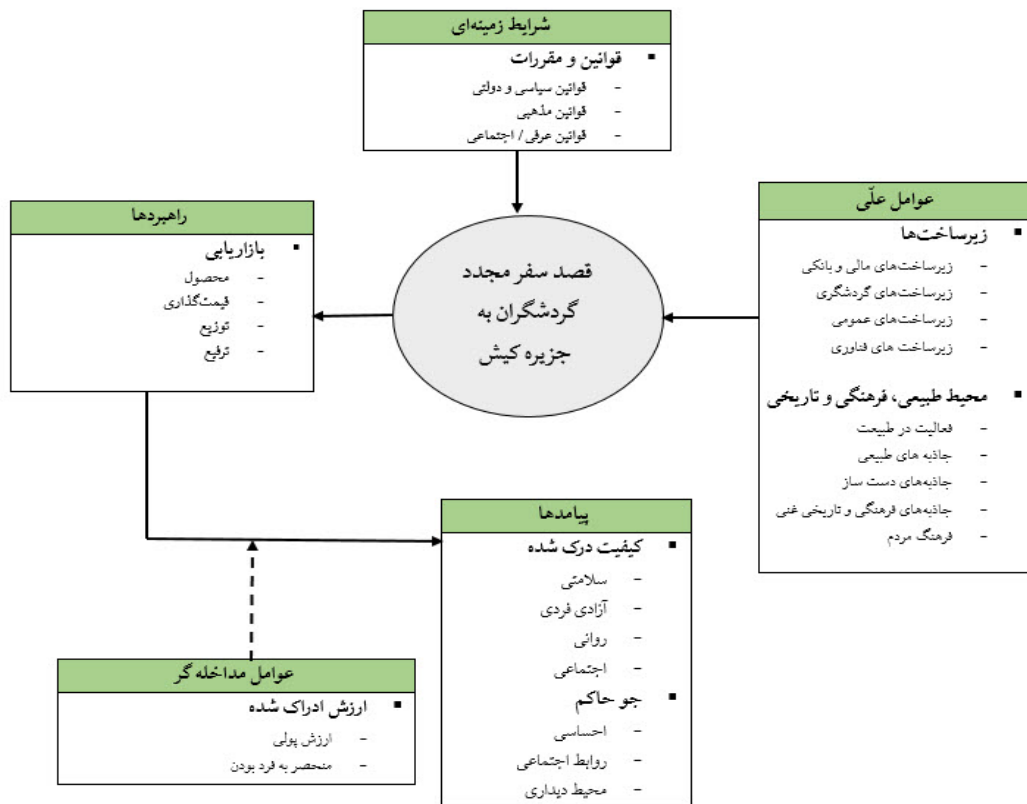 شرایط زمینه‌ای
▪ قوانین و مقررات
- قوانین سیاسی و دولتی
- قوانین مذهبی
- قوانین عرفی/ اجتماعی
عوامل علّی
▪ زیرساخت‌ها
- زیرساخت‌های مالی و بانکی
- زیرساخت‌های گردشگری
- زیرساخت‌های عمومی
- زیرساخت های فناوری
▪ محیط طبیعی، فرهنگی و تاریخی
- فعالیت در طبیعت
- جاذبه های طبیعی
- جاذبه‌های دست ساز
- جاذبه‌های فرهنگی و تاریخی غنی
- فرهنگ مردم
قصد سفر مجدد
گردشگران به
جزیره کیش
راهبردها
▪ بازاریابی
- محصول
- قیمت‌گذاری
- توزیع
- ترفیع
پیامدها
▪ کیفیت درک شده
- سلامتی
- آزادی فردی
- روانی
- اجتماعی
▪ جو حاکم
- احساسی
- روابط اجتماعی
- محیط دیداری
عوامل مداخله گر
▪ ارزش ادراک شده
- ارزش پولی
- منحصر به فرد بودن